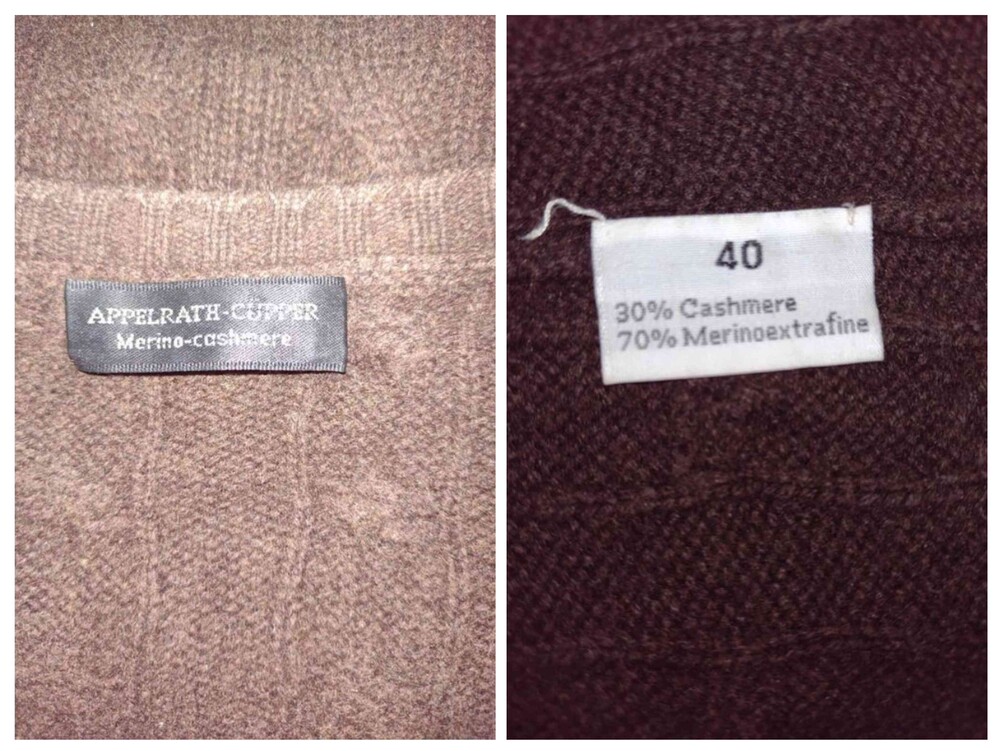 APPELRATH-CÜPPER
Merino-cashmere
40
30% Cashmere
70% Merinoextrafine